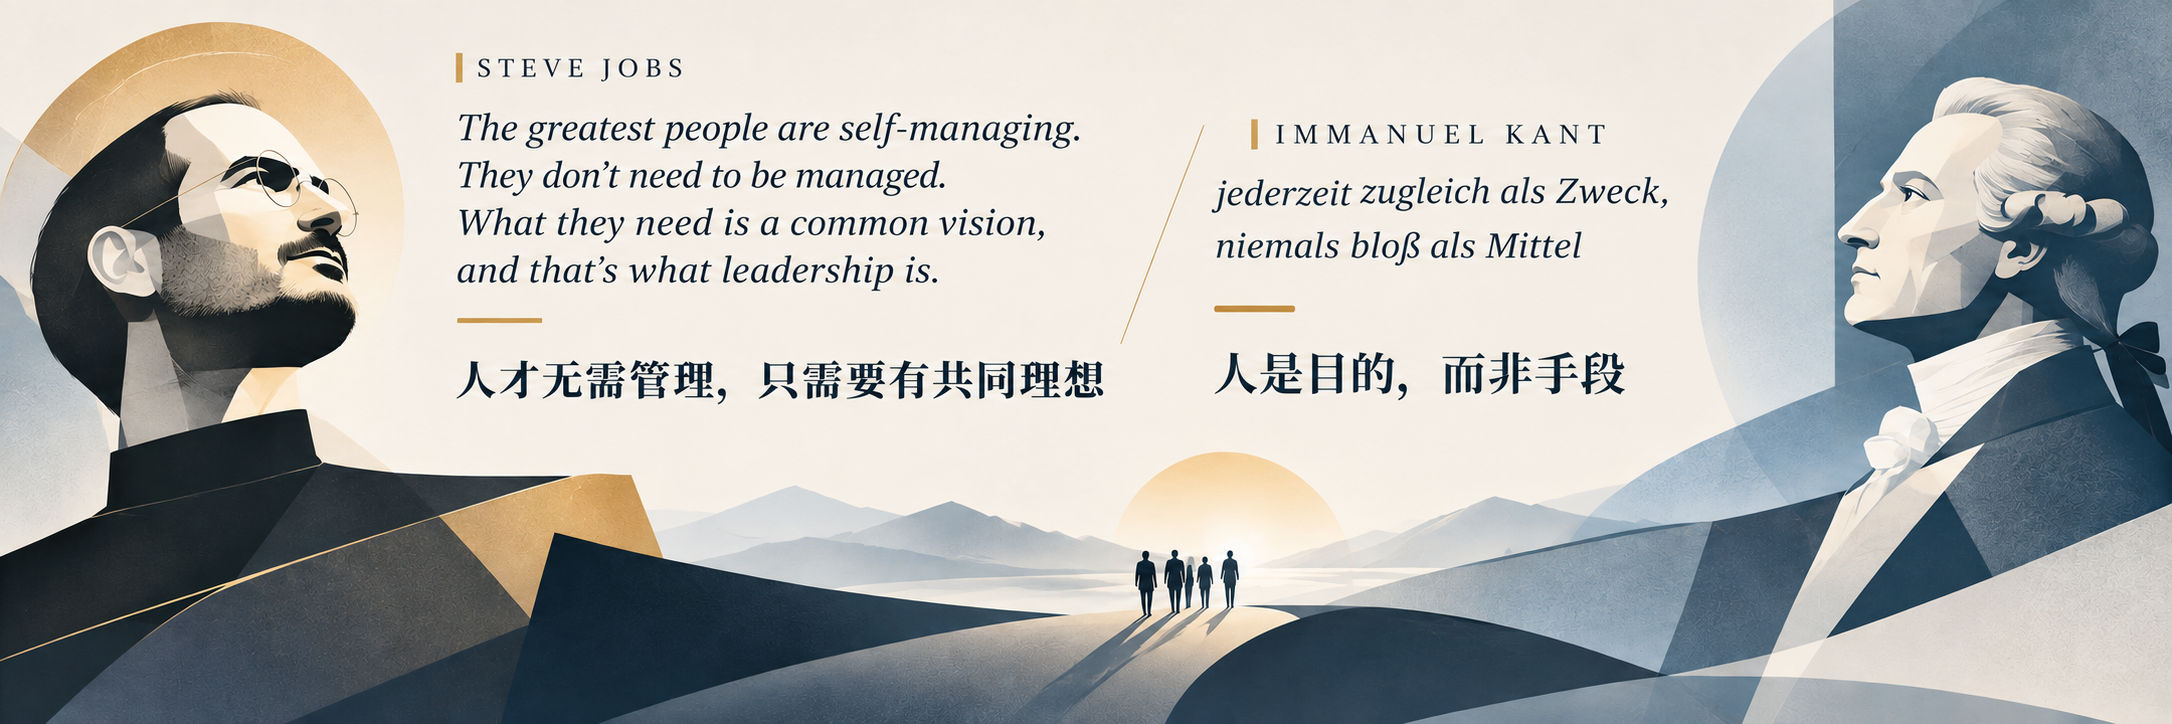 STEVE JOBS
The greatest people are self-managing.
They don’t need to be managed.
What they need is a common vision,
and that’s what leadership is.
人才无需管理，只需要有共同理想
IMMANUEL KANT
jederzeit zugleich als Zweck,
niemals bloß als Mittel
人是目的，而非手段